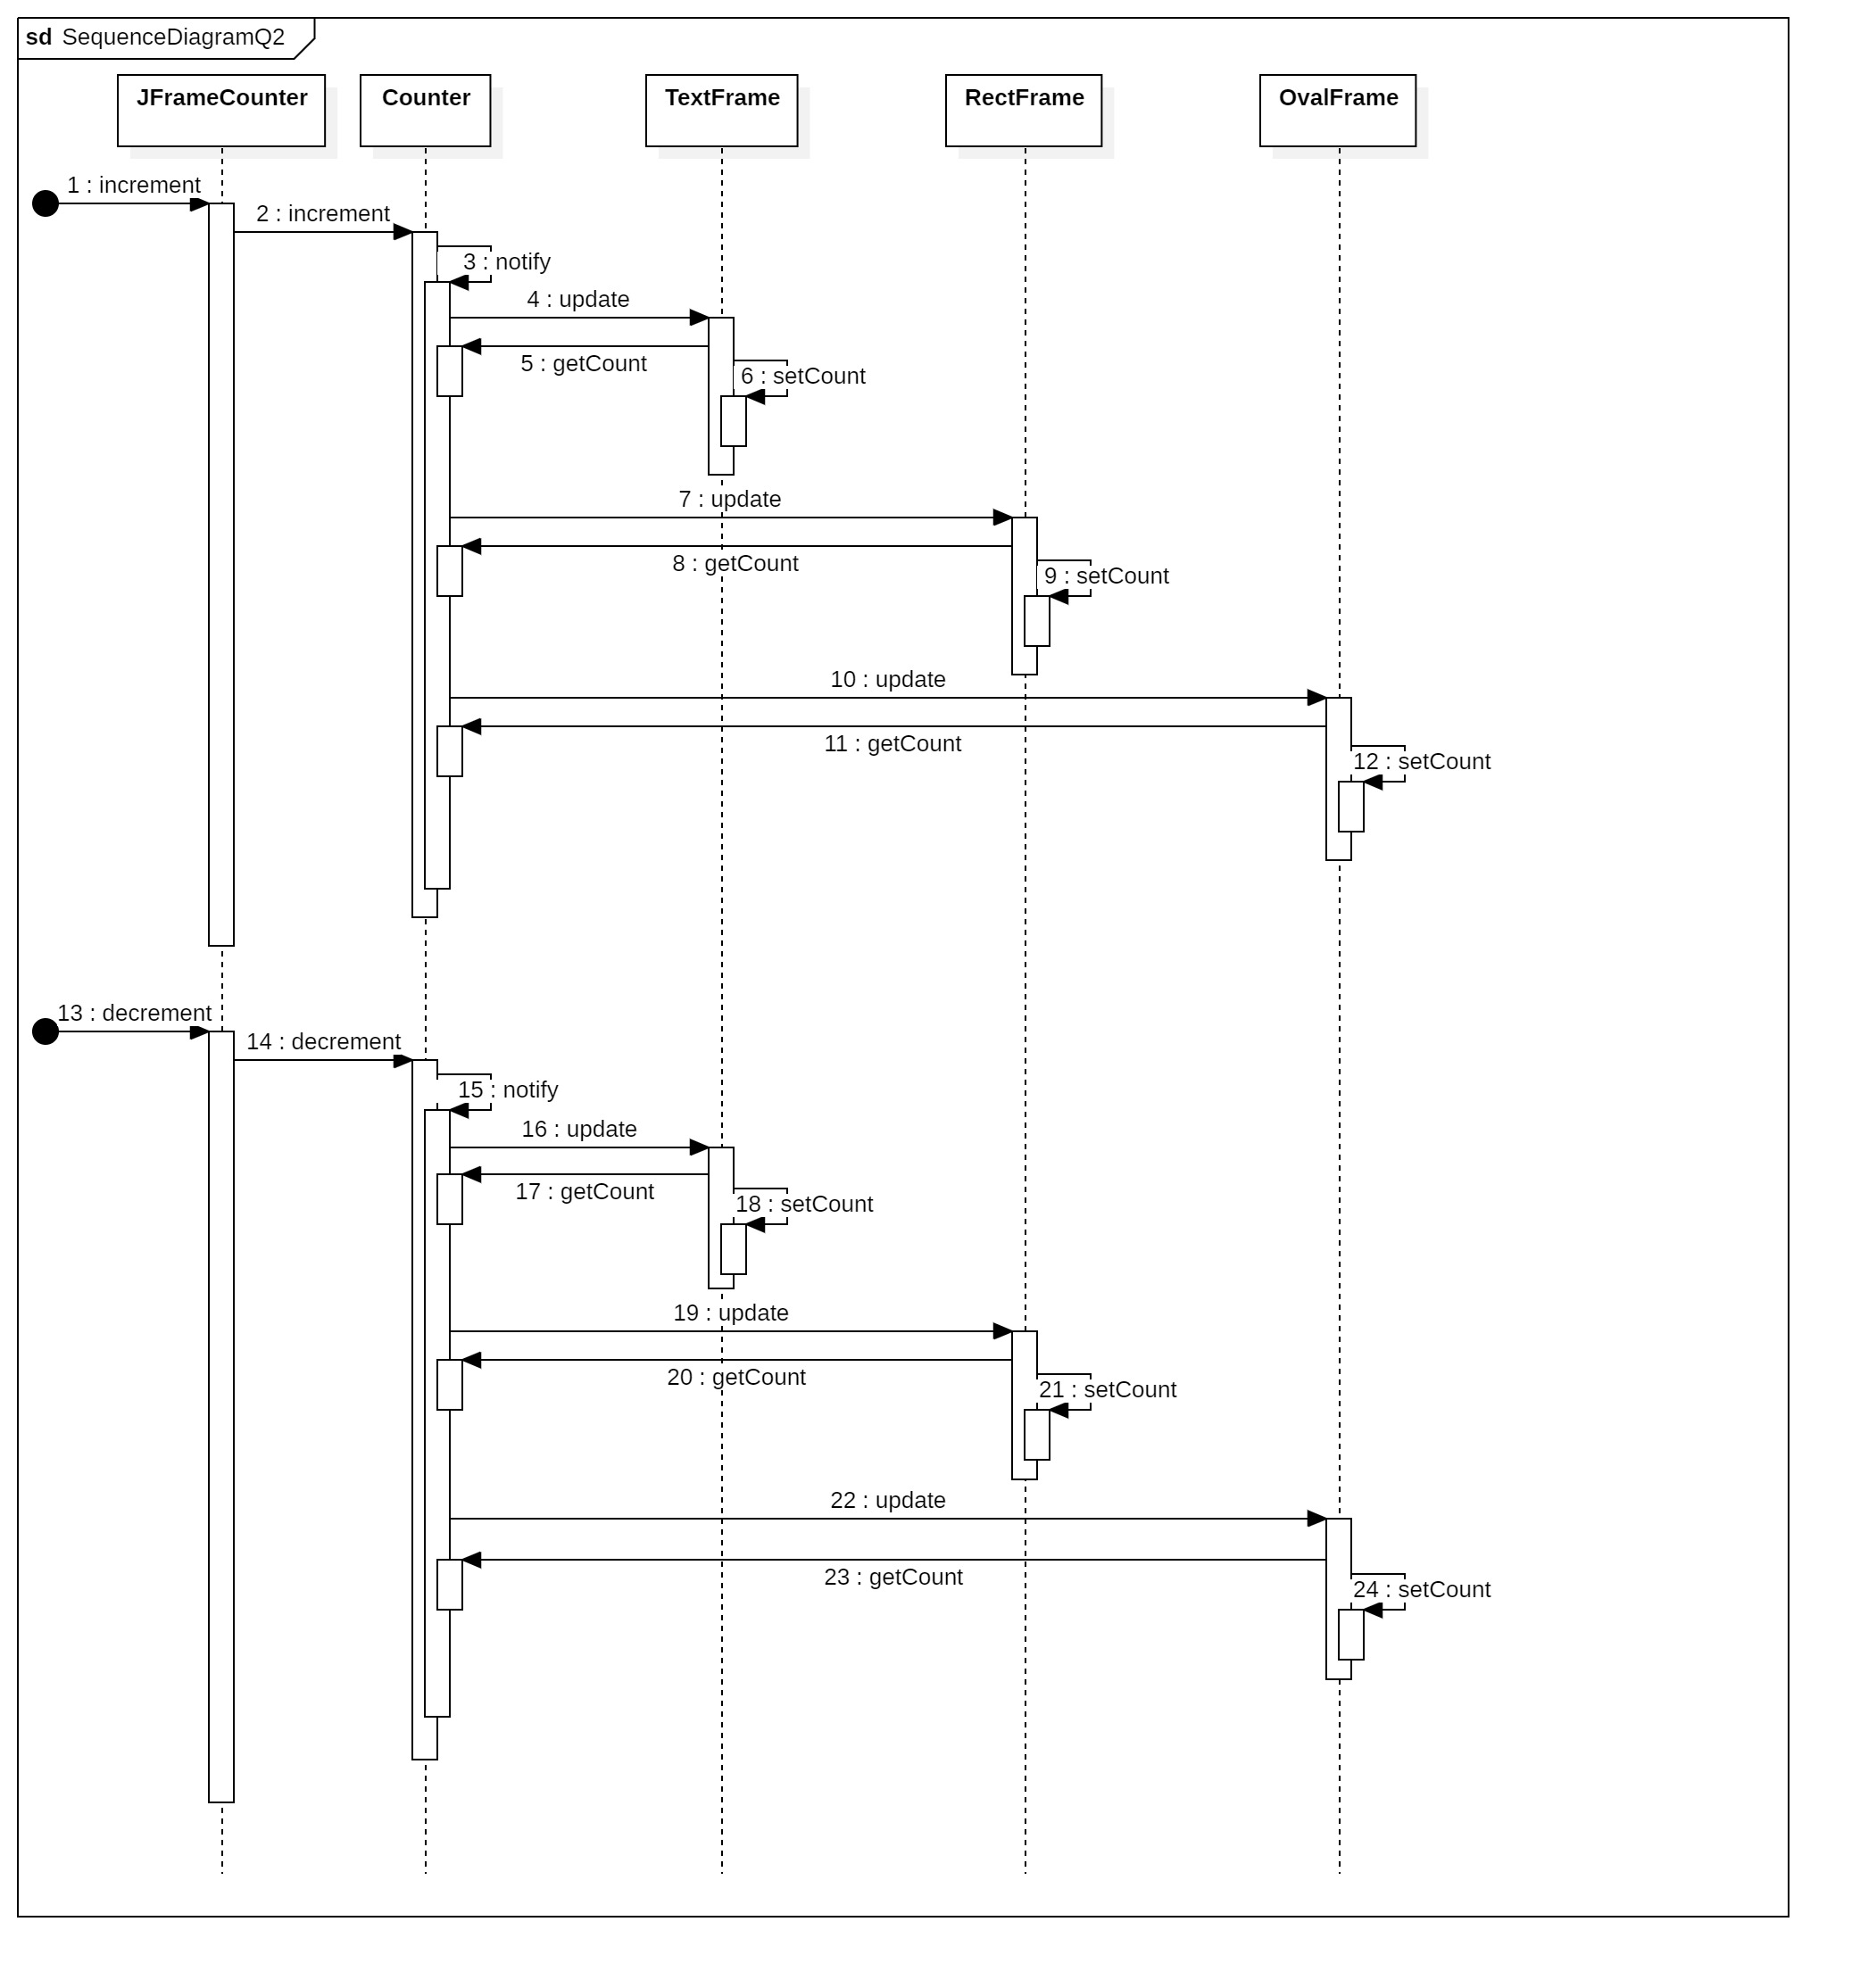 sd SequenceDiagramQ2
JFrameCounter
Counter
TextFrame
RectFrame
OvalFrame
1 : increment
2 : increment
3 : notify
4 : update
5 : getCount
6 : setCount
7 : update
8 : getCount
9 : setCount
10 : update
11 : getCount
12 : setCount
13 : decrement
14 : decrement
15 : notify
16 : update
17 : getCount
18 : setCount
19 : update
20 : getCount
21 : setCount
22 : update
23 : getCount
24 : setCount